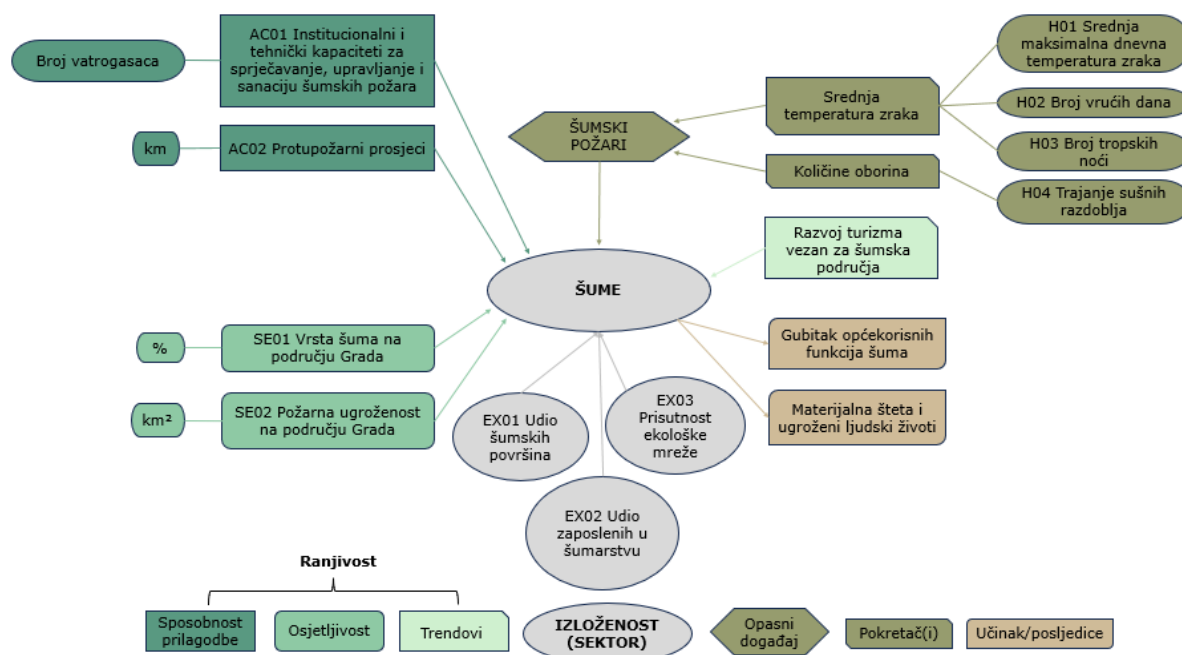 Broj vatrogasaca
AC01 Institucionalni i
tehnički kapaciteti za
sprječavanje, upravljanje i
sanaciju šumskih požara
km
AC02 Protupožarni prosjeci
ŠUMSKI
POŽARI
Srednja
temperatura zraka
Količine oborina
H01 Srednja
maksimalna dnevna
temperatura zraka
H02 Broj vrućih dana
H03 Broj tropskih
noći
H04 Trajanje sušnih
razdoblja
Razvoj turizma
vezan za šumska
područja
ŠUME
%
SE01 Vrsta šuma na
području Grada
km²
SE02 Požarna ugroženost
na području Grada
Gubitak općekorisnih
funkcija šuma
Materijalna šteta i
ugroženi ljudski životi
EX01 Udio
šumskih
površina
EX03
Prisutnost
ekološke
mreže
EX02 Udio
zaposlenih u
šumarstvu
Ranjivost
Sposobnost
prilagodbe
Osjetljivost
Trendovi
IZLOŽENOST
(SEKTOR)
Opasni
događaj
Pokretač(i)
Učinak/posljedice